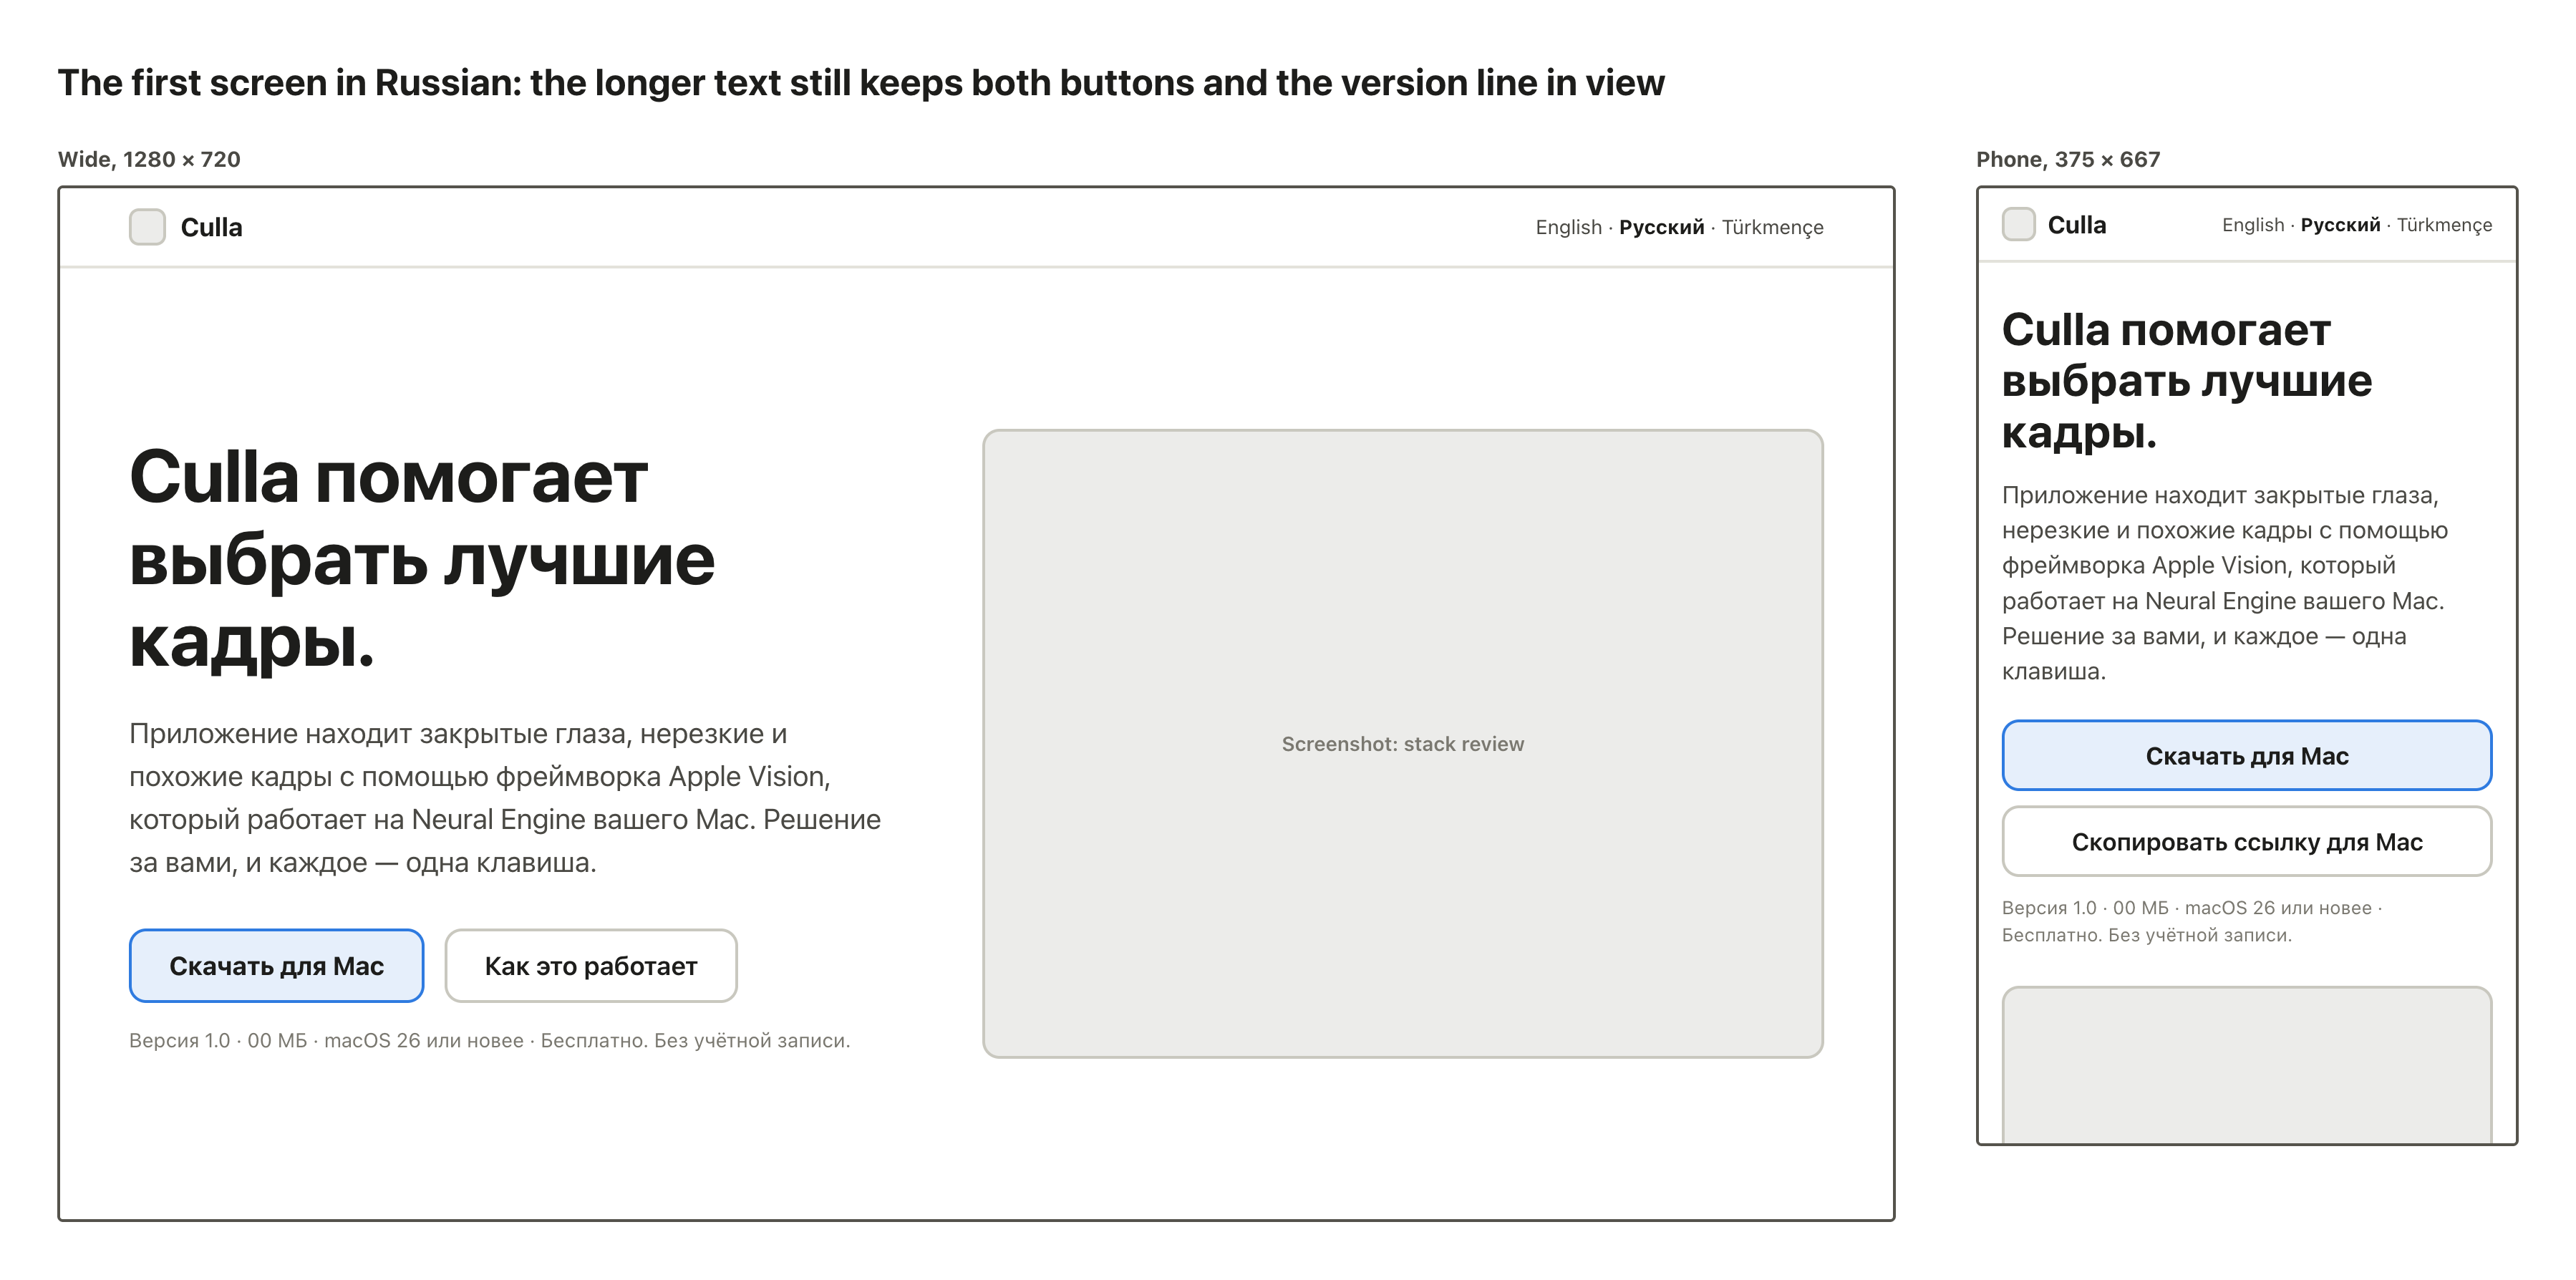 The first screen in Russian: the longer text still keeps both buttons and the version line in view
Wide, 1280 × 720
Culla
English · Русский · Türkmençe
Culla помогает
выбрать лучшие
кадры.
Приложение находит закрытые глаза, нерезкие и
похожие кадры с помощью фреймворка Apple Vision,
который работает на Neural Engine вашего Mac. Решение
за вами, и каждое — одна клавиша.
Скачать для Mac
Как это работает
Версия 1.0 · 00 МБ · macOS 26 или новее · Бесплатно. Без учётной записи.
Screenshot: stack review
Phone, 375 × 667
Culla
English · Русский · Türkmençe
Culla помогает
выбрать лучшие
кадры.
Приложение находит закрытые глаза,
нерезкие и похожие кадры с помощью
фреймворка Apple Vision, который
работает на Neural Engine вашего Mac.
Решение за вами, и каждое — одна
клавиша.
Скачать для Mac
Скопировать ссылку для Mac
Версия 1.0 · 00 МБ · macOS 26 или новее ·
Бесплатно. Без учётной записи.